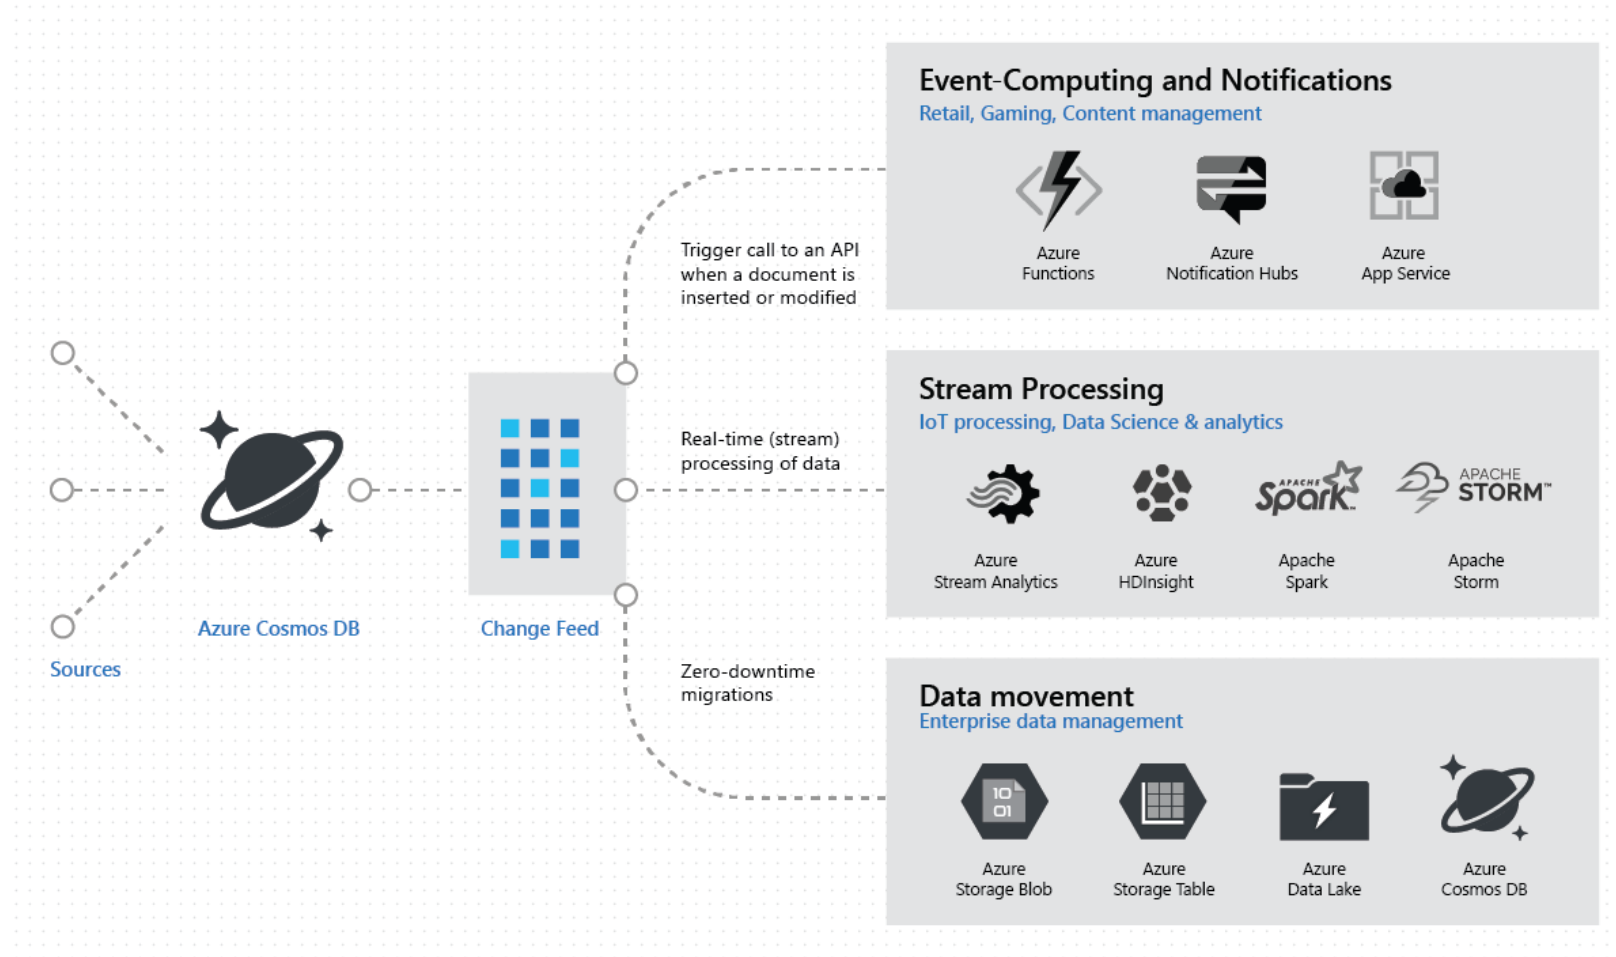 Event-Computing and Notifications
Retail, Gaming, Content management
Azure
Functions
Azure
Notification Hubs
Azure
App Service
Trigger call to an API
when a document is
inserted or modified
Stream Processing
IoT processing, Data Science & analytics
Real-time (stream)
processing of data
APACHE
Spark™
APACHE
STORM™
Azure
Stream Analytics
Azure
HDInsight
Apache
Spark
Apache
Storm
Azure Cosmos DB
Change Feed
Sources
Zero-downtime
migrations
Data movement
Enterprise data management
10
01
Azure
Storage Blob
Azure
Storage Table
Azure
Data Lake
Azure
Cosmos DB